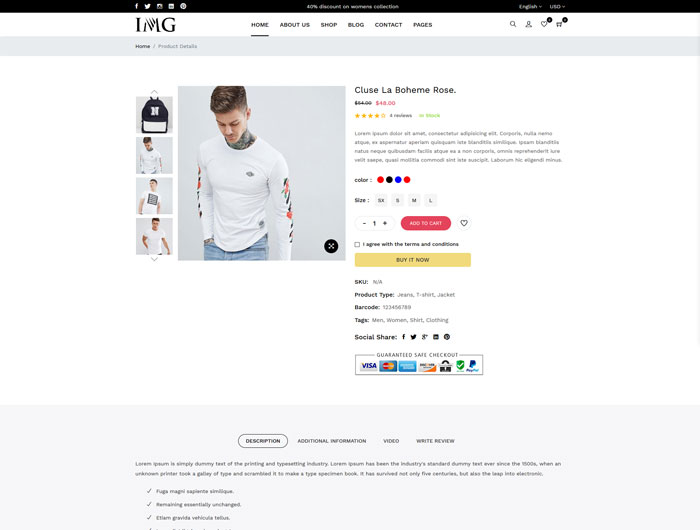 40% discount on womens collection
English
USD
IMG
HOME
ABOUT US
SHOP
BLOG
CONTACT
PAGES
0
0
Home / Product Details
N
Cluse La Boheme Rose.
$54.00 $48.00
4 reviews
In Stock
Lorem ipsum dolor sit amet, consectetur adipisicing elit. Corporis, nulla nemo
atque, ex aspernatur aperiam quisquam iste blanditiis similique. Eveniet amet
magnam neque quibusdam facilis atque ea a non corporis, omnis reprehenderit iure
velit saepe, quasi mollitia commodi sint iste suscipit. Laborum hic eligendi minus.
color :
Size : SX S M L
- 1 +
ADD TO CART
I agree with the terms and conditions
BUY IT NOW
SKU: N/A
Product Type: Jeans, T-shirt, Jacket
Barcode: 123456789
Tags: Men, Women, Shirt, Clothing
Social Share:
GUARANTEED SAFE CHECKOUT
VISA
PayPal
DESCRIPTION
ADDITIONAL INFORMATION
VIDEO
WRITE REVIEW
Lorem Ipsum is simply dummy text of the printing and typesetting industry. Lorem Ipsum has been the industry's standard dummy text ever since the 1500s, when an
unknown printer took a galley of type and scrambled it to make a type specimen book. It has survived not only five centuries, but also the leap into electronic.
Fuga magni sapiente similique.
Remaining essentially unchanged.
Etiam gravida vehicula tellus.